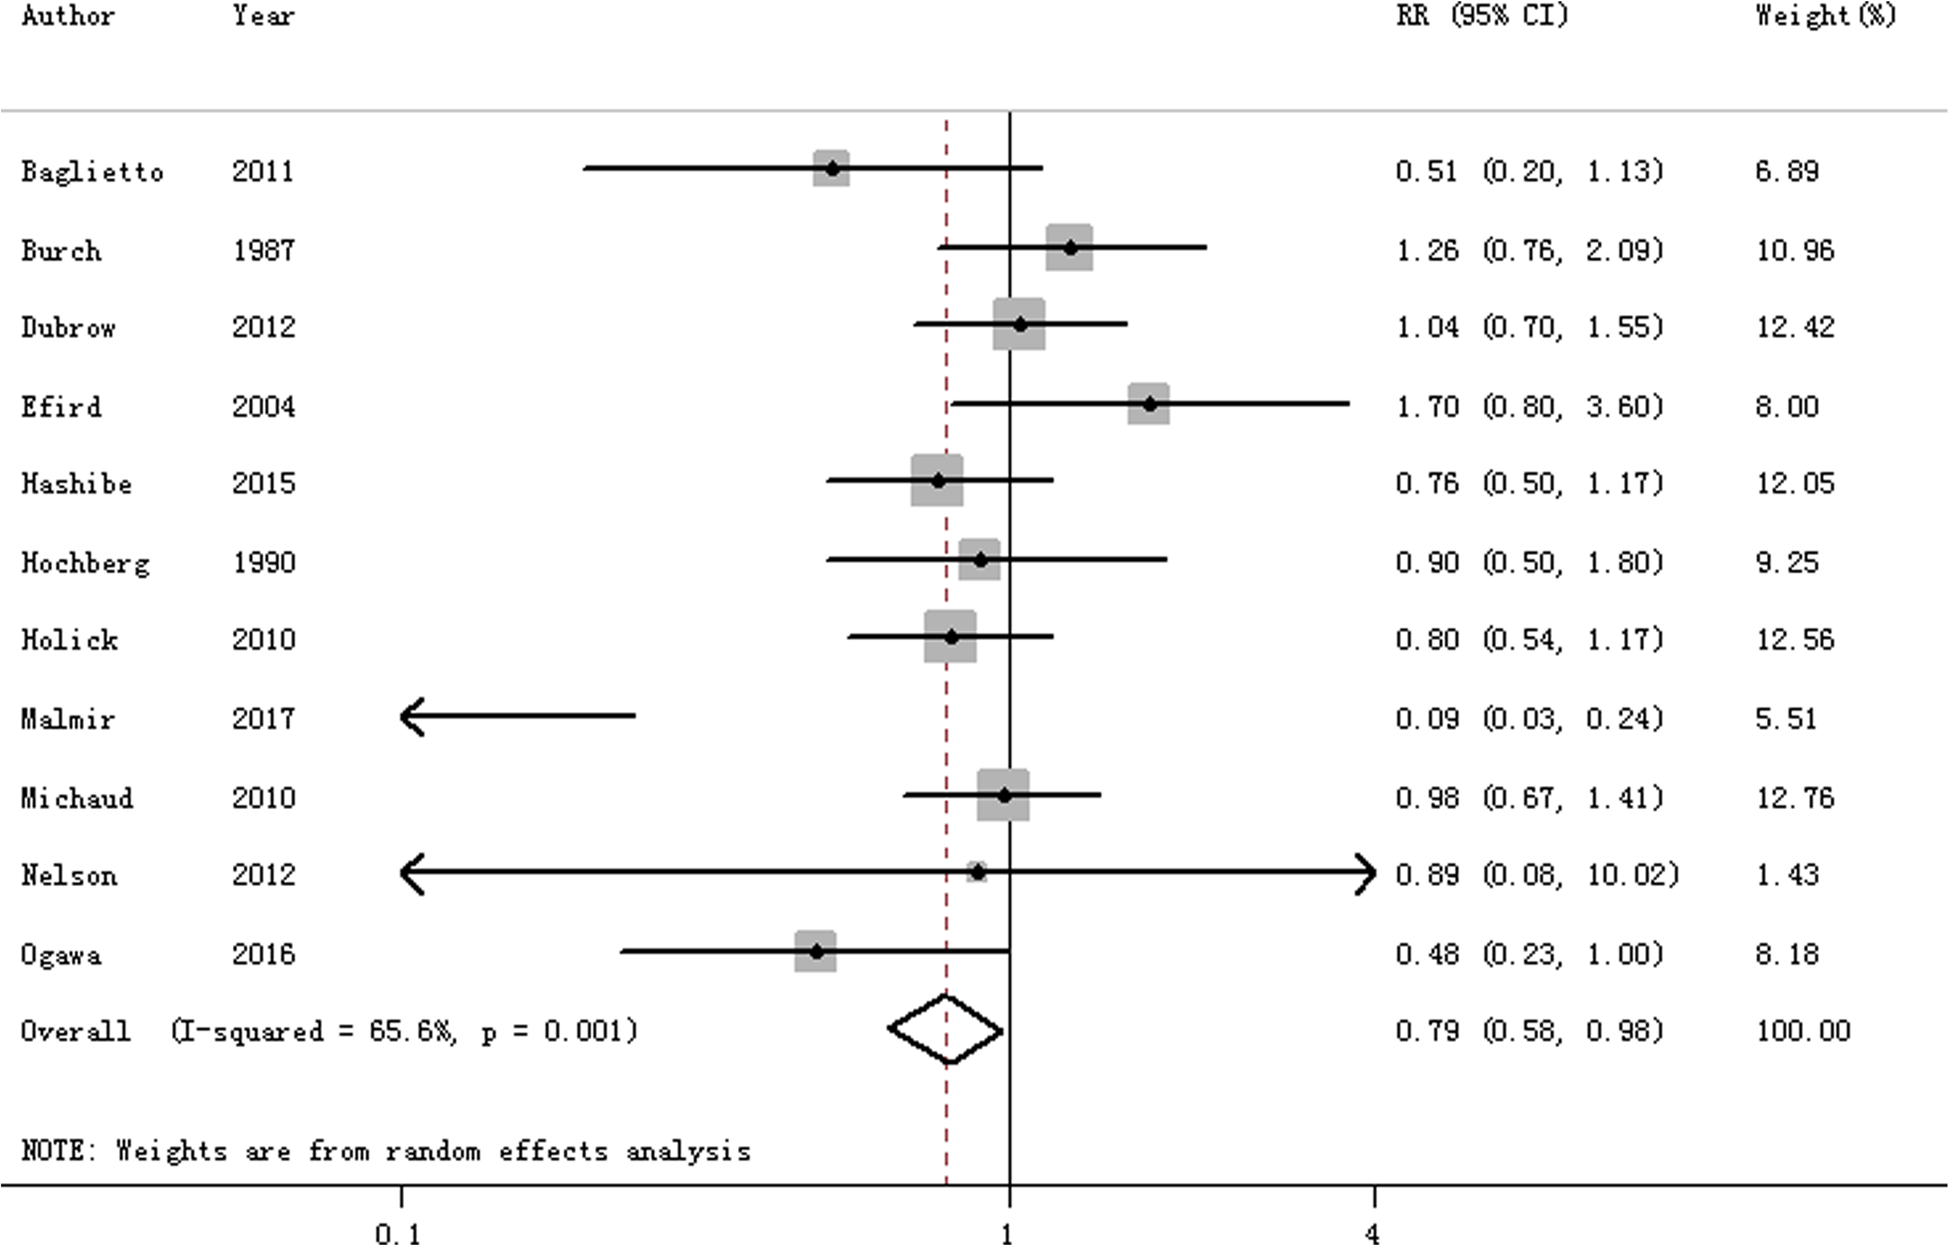 Author Year RR (95% CI) Weight(%)
Baglietto 2011 0.51 (0.20, 1.13) 6.89
Burch 1987 1.26 (0.76, 2.09) 10.96
Dubrow 2012 1.04 (0.70, 1.55) 12.42
Efird 2004 1.70 (0.80, 3.60) 8.00
Hashibe 2015 0.76 (0.50, 1.17) 12.05
Hochberg 1990 0.90 (0.50, 1.80) 9.25
Holick 2010 0.80 (0.54, 1.17) 12.56
Malmir 2017 0.09 (0.03, 0.24) 5.51
Michaud 2010 0.98 (0.67, 1.41) 12.76
Nelson 2012 0.89 (0.08, 10.02) 1.43
Ogawa 2016 0.48 (0.23, 1.00) 8.18
Overall (I-squared = 65.6%, p = 0.001) 0.79 (0.58, 0.98) 100.00
NOTE: Weights are from random effects analysis
0.1 1 4